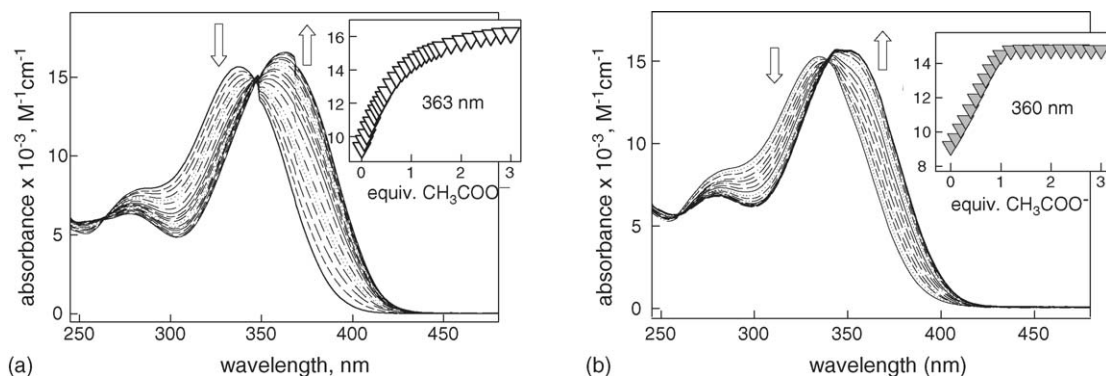 16
14
12
10
363 nm
0 1 2 3
equiv. CH₃COO⁻
15
10
5
0
absorbance x 10⁻³, M⁻¹cm⁻¹
250 300 350 400 450
wavelength, nm
(a)
16
14
12
10
8
360 nm
0 1 2 3
equiv. CH₃COO⁻
15
10
5
0
absorbance x 10⁻³, M⁻¹cm⁻¹
250 300 350 400 450
wavelength (nm)
(b)